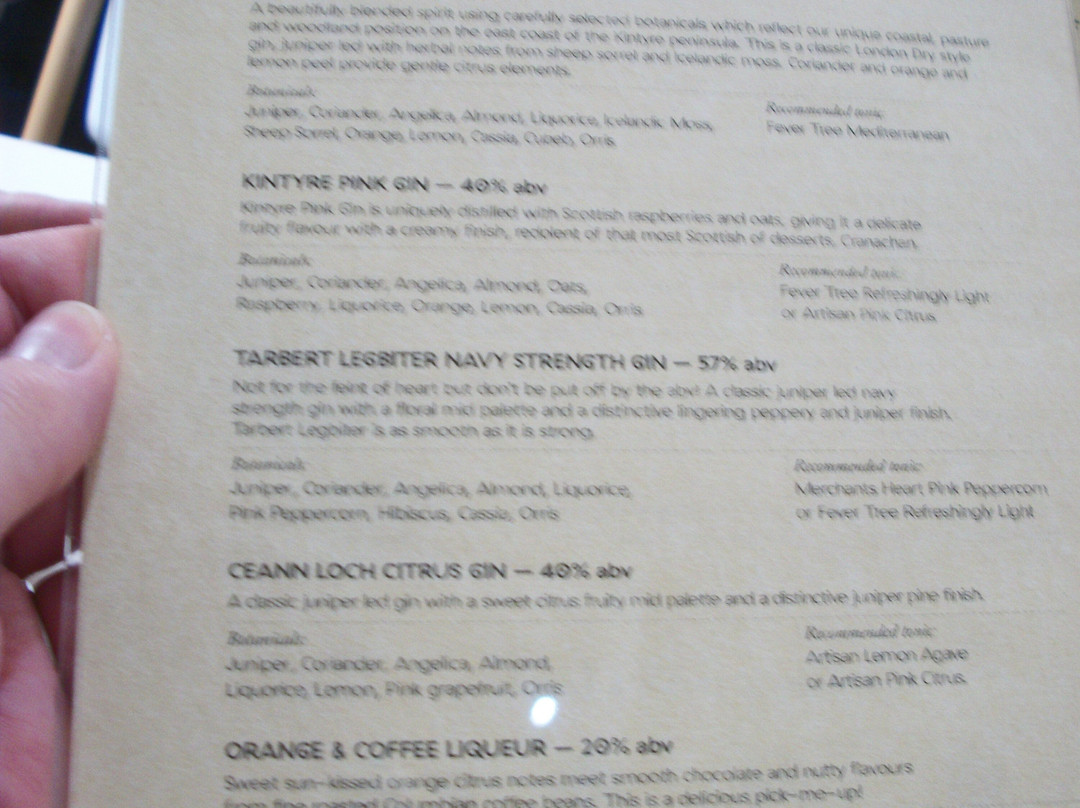 A beautifully blended spirit using carefully selected botanicals which reflect our unique coastal, pasture
and woodland position on the east coast of the Kintyre peninsula. This is a classic London Dry style
gin, juniper led with herbal notes from sheep sorrel and Icelandic moss. Coriander and orange and
lemon peel provide gentle citrus elements.
Botanicals:
Juniper, Coriander, Angelica, Almond, Liquorice, Icelandic Moss,
Sheep Sorrel, Orange, Lemon, Cassia, Cubeb, Orris.
Recommended tonic:
Fever Tree Mediterranean
KINTYRE PINK GIN — 40% abv
Kintyre Pink Gin is uniquely distilled with Scottish raspberries and oats, giving it a delicate
fruity flavour with a creamy finish, recipient of that most Scottish of desserts, Cranachan.
Botanicals:
Juniper, Coriander, Angelica, Almond, Oats,
Raspberry, Liquorice, Orange, Lemon, Cassia, Orris.
Recommended tonic:
Fever Tree Refreshingly Light
or Artisan Pink Citrus.
TARBERT LEGBITER NAVY STRENGTH GIN — 57% abv
Not for the feint of heart but don't be put off by the abv! A classic juniper led navy
strength gin with a floral mid palette and a distinctive lingering peppery and juniper finish.
Tarbert Legbiter is as smooth as it is strong.
Botanicals:
Juniper, Coriander, Angelica, Almond, Liquorice,
Pink Peppercorn, Hibiscus, Cassia, Orris
Recommended tonic:
Merchants Heart Pink Peppercorn
or Fever Tree Refreshingly Light
CEANN LOCH CITRUS GIN — 40% abv
A classic juniper led gin with a sweet citrus fruity mid palette and a distinctive juniper pine finish.
Botanicals:
Juniper, Coriander, Angelica, Almond,
Liquorice, Lemon, Pink grapefruit, Orris
Recommended tonic:
Artisan Lemon Agave
or Artisan Pink Citrus.
ORANGE & COFFEE LIQUEUR — 20% abv
Sweet sun-kissed orange citrus notes meet smooth chocolate and nutty flavours
from fine roasted Columbian coffee beans. This is a delicious pick-me-up!